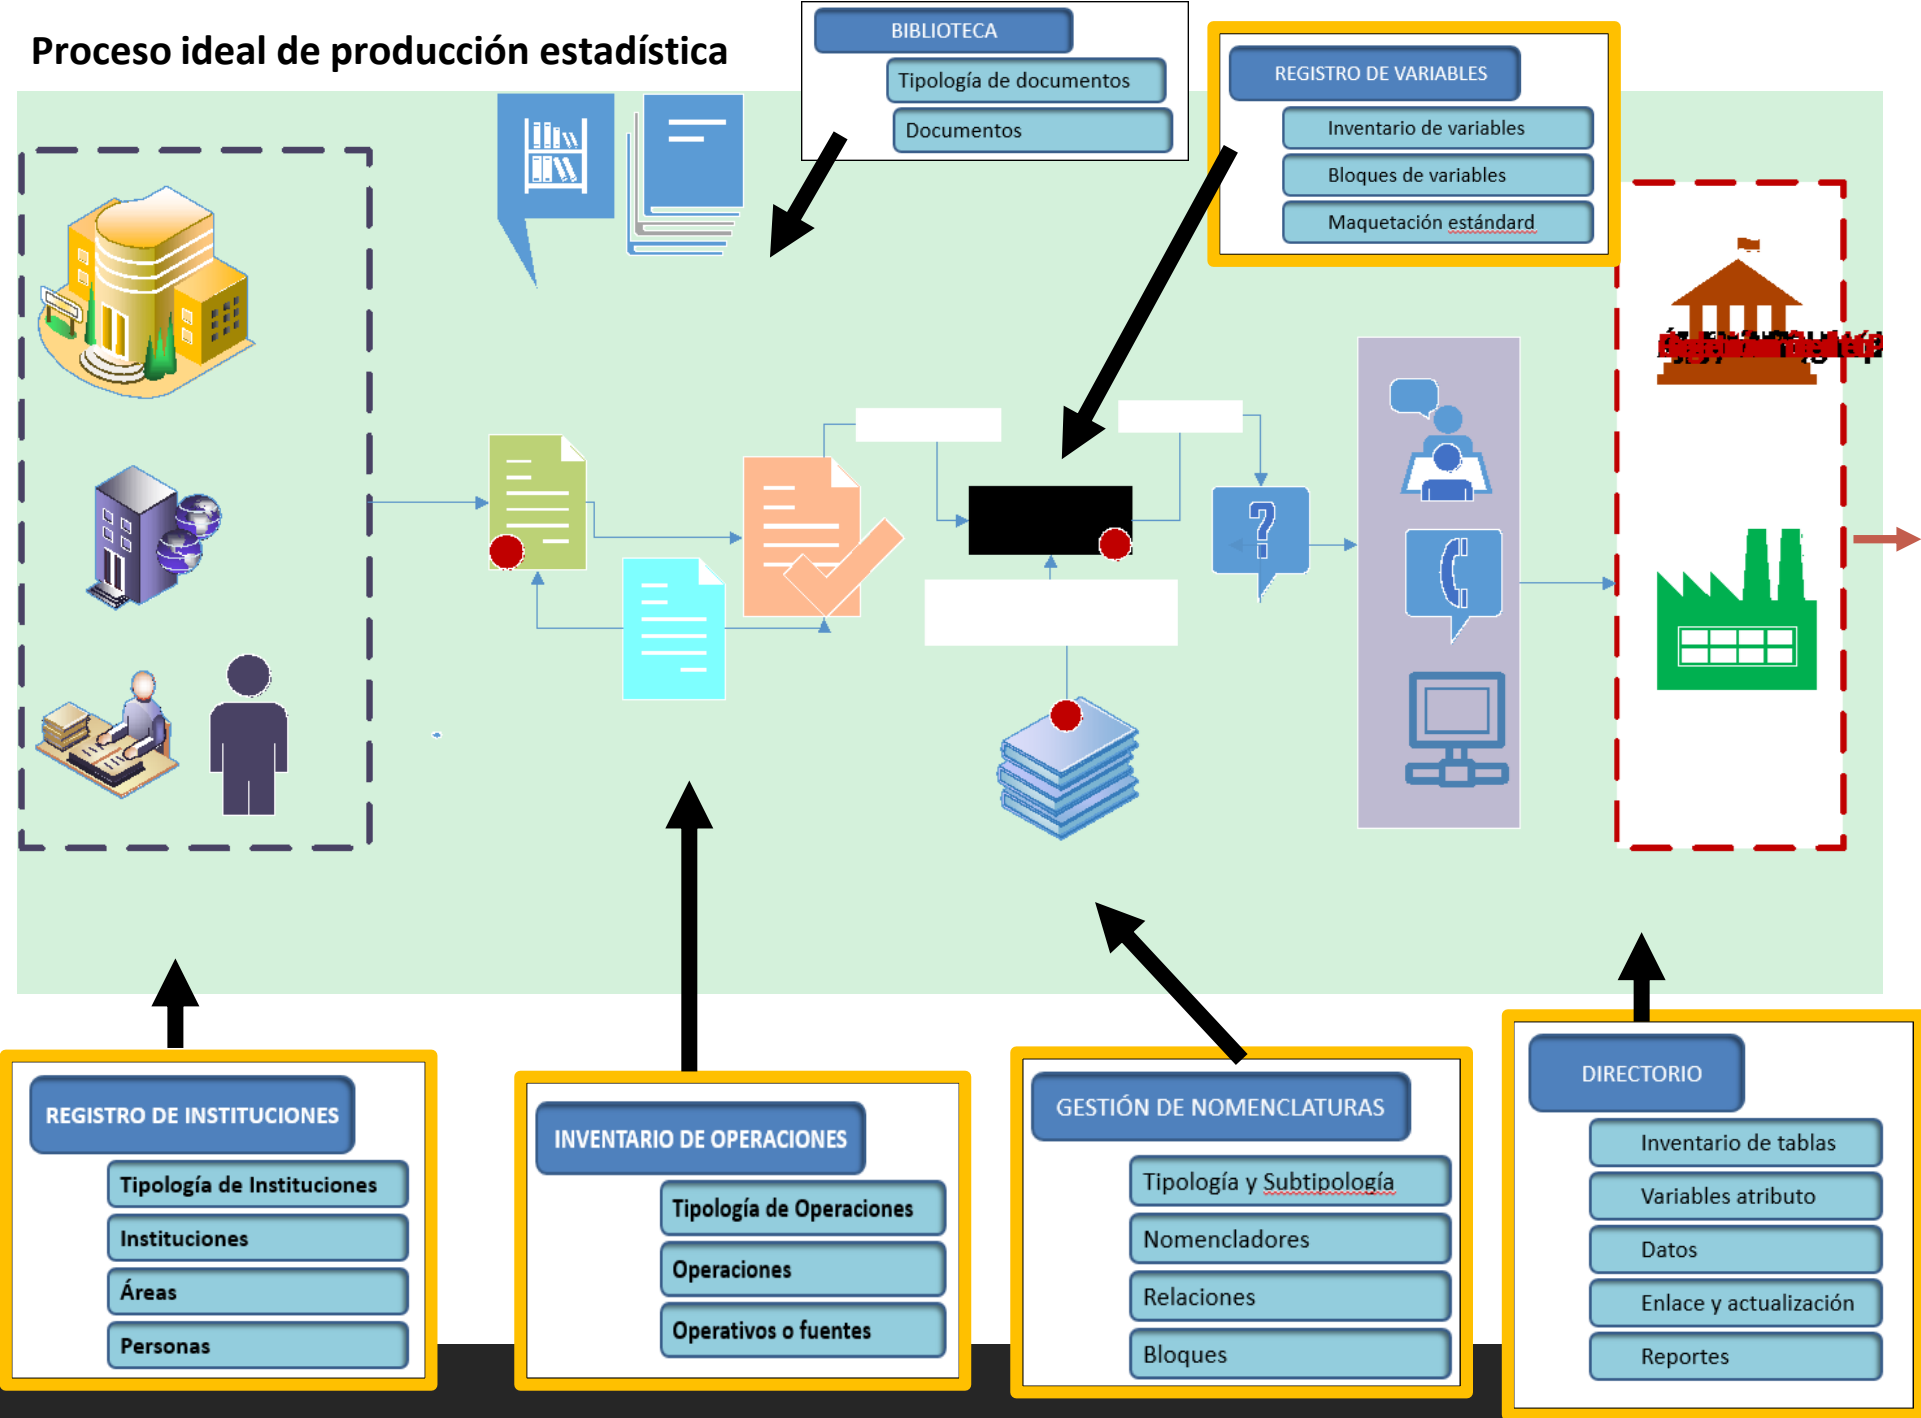 Proceso ideal de producción estadística
BIBLIOTECA
Tipología de documentos
Documentos
REGISTRO DE VARIABLES
Inventario de variables
Bloques de variables
Maquetación estándard
?
REGISTRO DE INSTITUCIONES
Tipología de Instituciones
Instituciones
Áreas
Personas
INVENTARIO DE OPERACIONES
Tipología de Operaciones
Operaciones
Operativos o fuentes
GESTIÓN DE NOMENCLATURAS
Tipología y Subtipología
Nomencladores
Relaciones
Bloques
DIRECTORIO
Inventario de tablas
Variables atributo
Datos
Enlace y actualización
Reportes